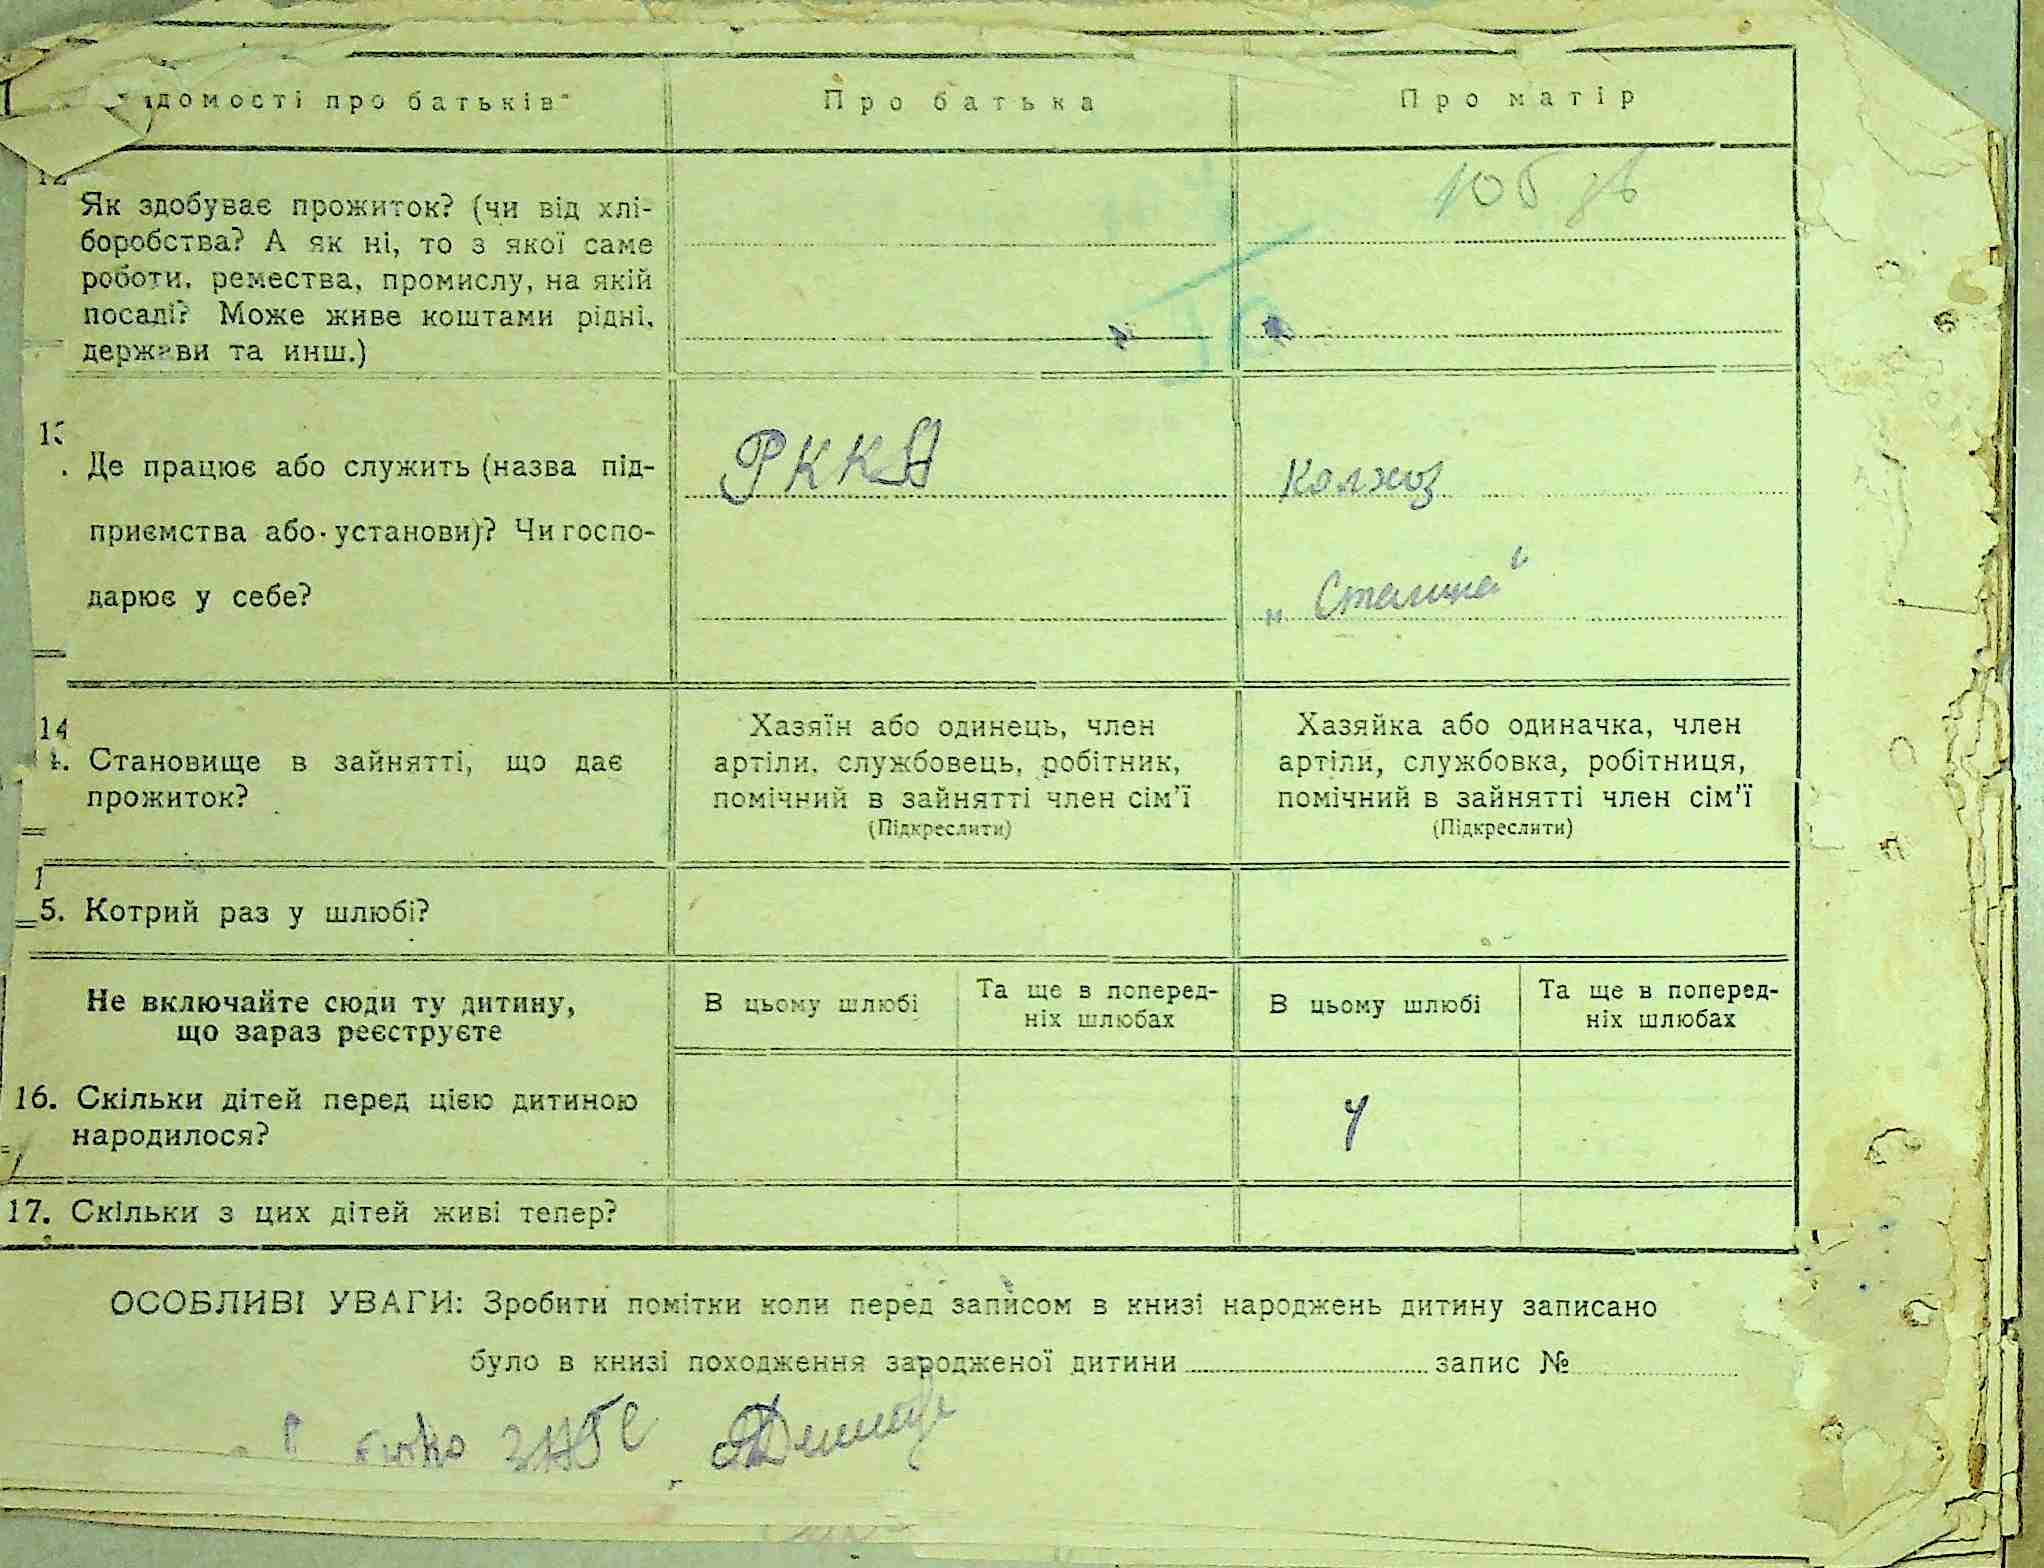 ідомості про батьків
Про батька
Про матір
12
Як здобуває прожиток? (чи від хлі-
боробства? А як ні, то з якої саме
роботи, ремества, промислу, на якій
посаді? Може живе коштами рідні,
держави та инш.)
13
. Де працює або служить (назва під-
приємства або установи)? Чи госпо-
дарює у себе?
РККА
Колхоз
„Сталина“
14
4. Становище в зайнятті, що дає
прожиток?
Хазяїн або одинець, член
артіли, службовець, робітник,
помічний в зайнятті член сім'ї
(Підкреслити)
Хазяйка або одиначка, член
артіли, службовка, робітниця,
помічний в зайнятті член сім'ї
(Підкреслити)
1
5. Котрий раз у шлюбі?
Не включайте сюди ту дитину,
що зараз реєструєте
В цьому шлюбі
Та ще в поперед-
ніх шлюбах
В цьому шлюбі
Та ще в поперед-
ніх шлюбах
16. Скільки дітей перед цією дитиною
народилося?
4
17. Скільки з цих дітей живі тепер?
ОСОБЛИВІ УВАГИ: Зробити помітки коли перед записом в книзі народжень дитину записано
було в книзі походження зародженої дитини запис №